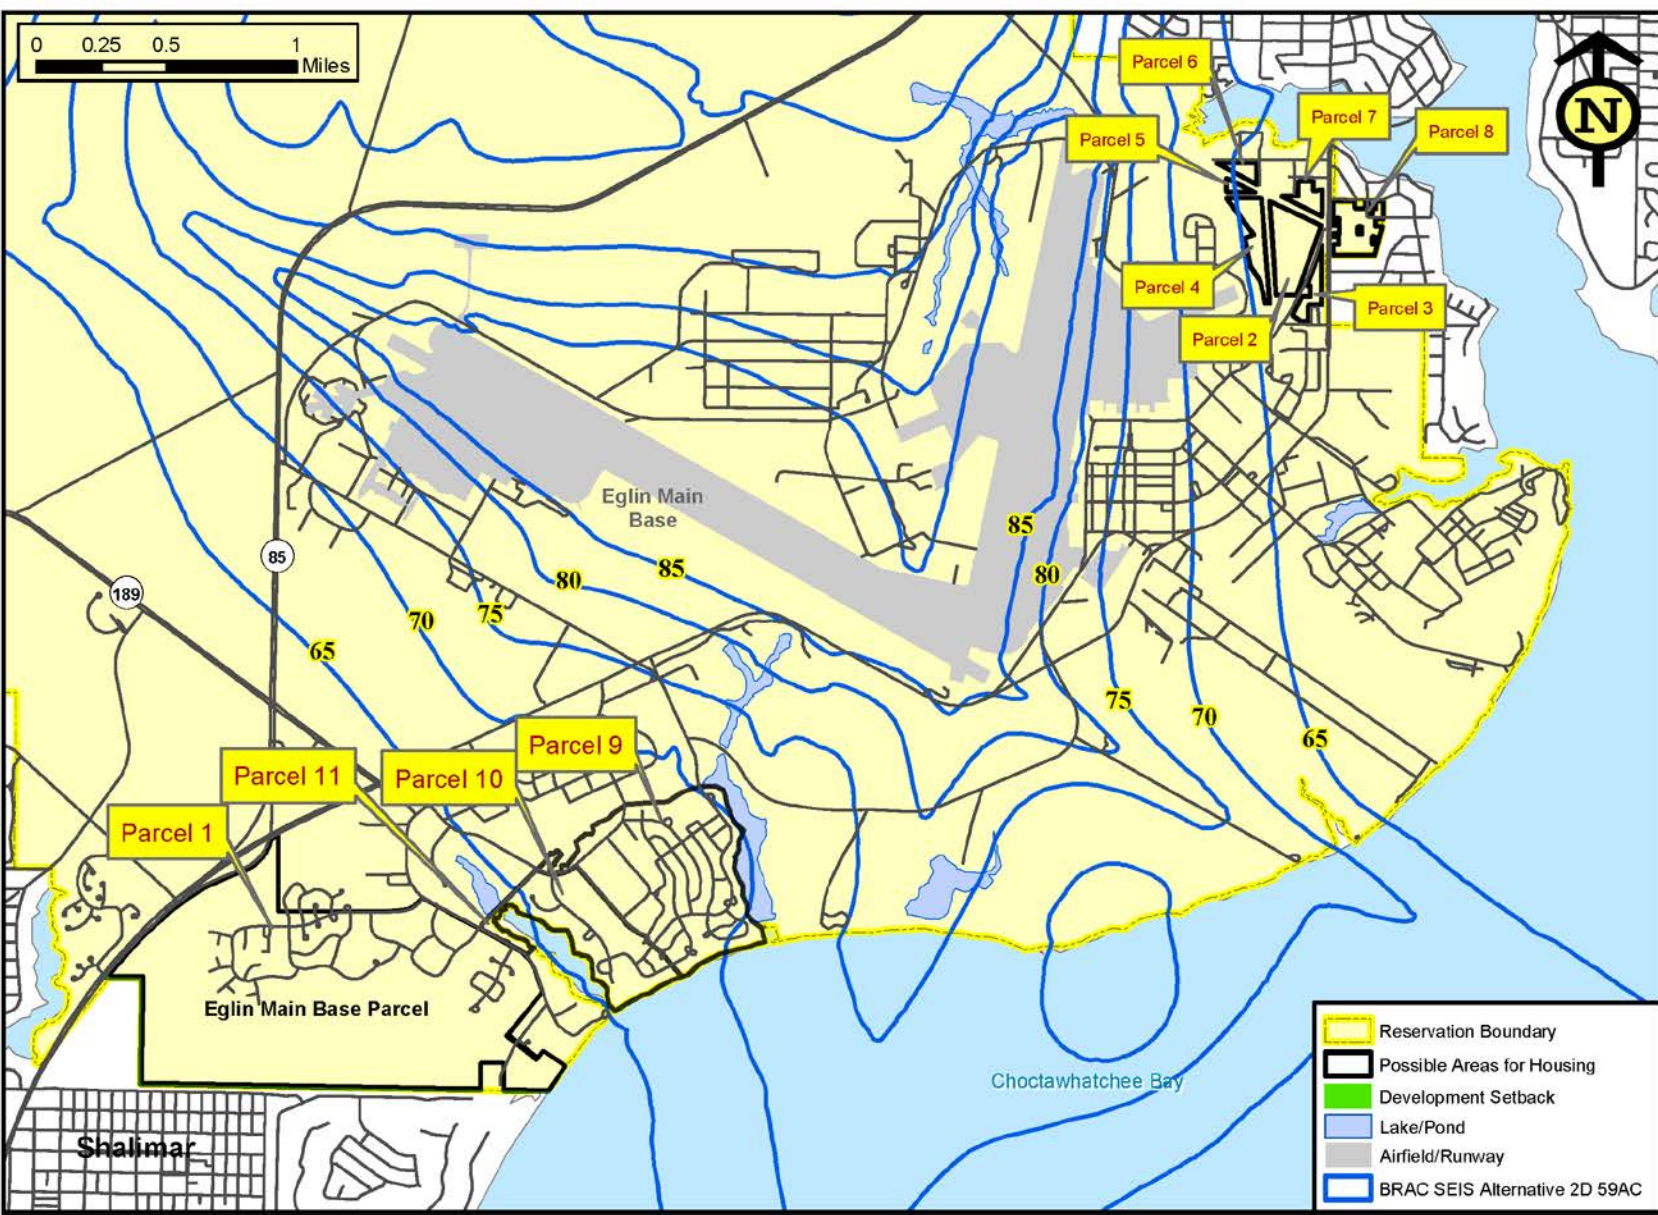 0 0.25 0.5 1
Miles
N
Parcel 6
Parcel 7
Parcel 8
Parcel 5
Parcel 4
Parcel 3
Parcel 2
Eglin Main
Base
85
80
85
80
85
189
70
75
65
75
70
65
Parcel 9
Parcel 11
Parcel 10
Parcel 1
Eglin Main Base Parcel
Choctawhatchee Bay
Shalimar
Reservation Boundary
Possible Areas for Housing
Development Setback
Lake/Pond
Airfield/Runway
BRAC SEIS Alternative 2D 59AC